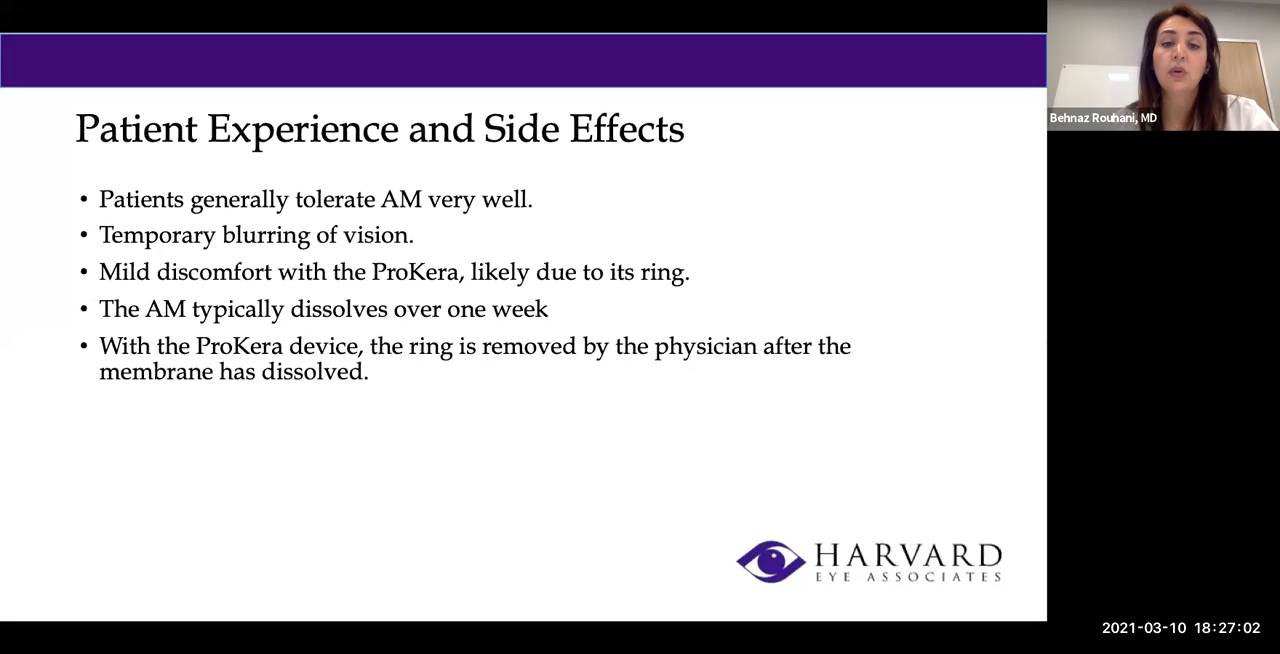 Patient Experience and Side Effects
• Patients generally tolerate AM very well.
• Temporary blurring of vision.
• Mild discomfort with the ProKera, likely due to its ring.
• The AM typically dissolves over one week
• With the ProKera device, the ring is removed by the physician after the
membrane has dissolved.
HARVARD
EYE ASSOCIATES
Behnaz Rouhani, MD
2021-03-10 18:27:02